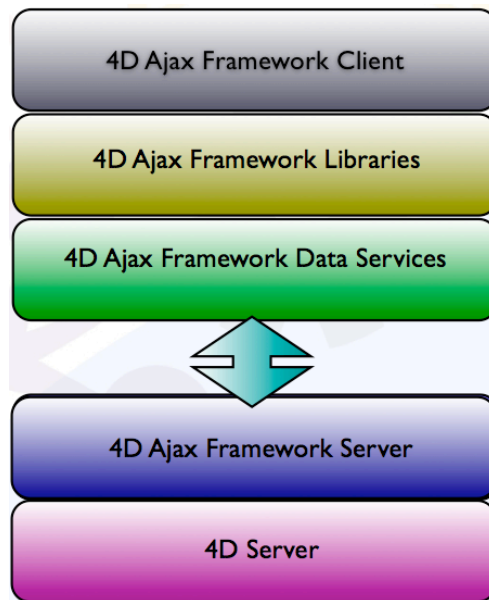 4D Ajax Framework Client
4D Ajax Framework Libraries
4D Ajax Framework Data Services
4D Ajax Framework Server
4D Server